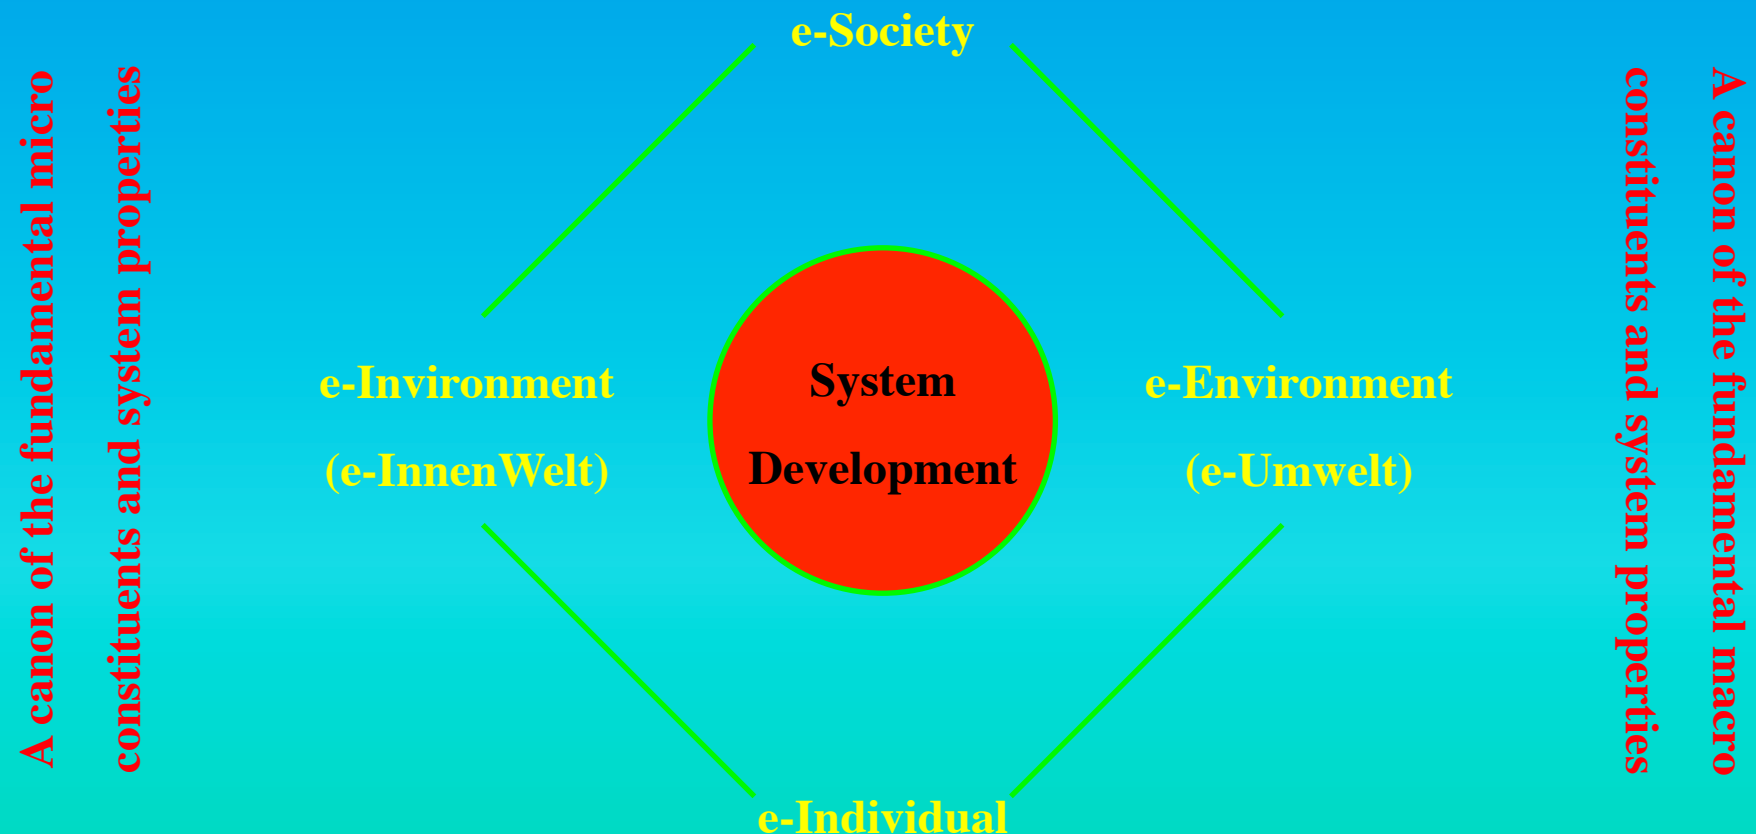 e-Society
A canon of the fundamental micro
constituents and system properties
e-Invironment
(e-InnenWelt)
System
Development
e-Environment
(e-Umwelt)
A canon of the fundamental macro
constituents and system properties
e-Individual